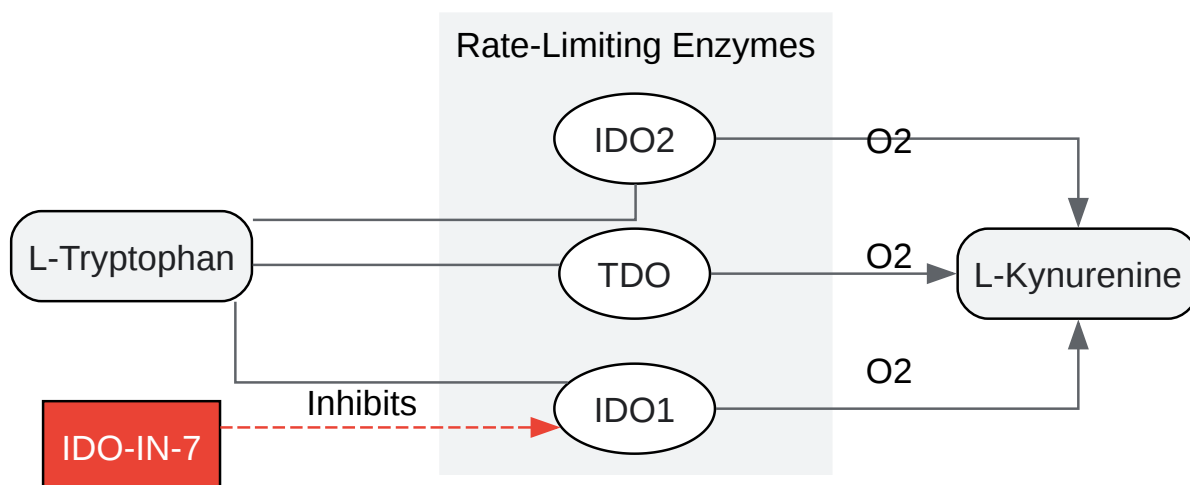 Rate-Limiting Enzymes
IDO2
O2
L-Tryptophan
TDO
O2
L-Kynurenine
O2
Inhibits
IDO1
IDO-IN-7